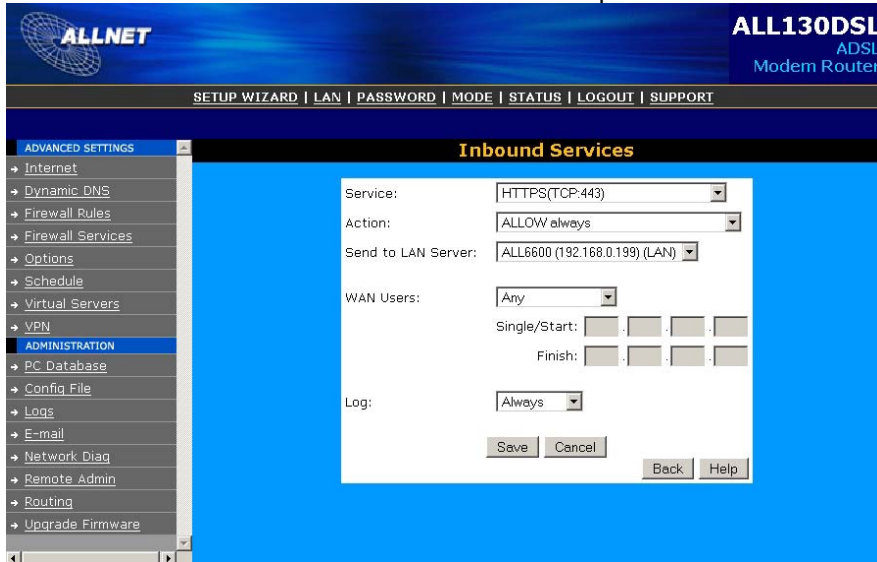 ALLNET
ALL130DSL
ADSL
Modem Router
SETUP WIZARD | LAN | PASSWORD | MODE | STATUS | LOGOUT | SUPPORT
ADVANCED SETTINGS
Internet
Dynamic DNS
Firewall Rules
Firewall Services
Options
Schedule
Virtual Servers
VPN
ADMINISTRATION
PC Database
Config File
Logs
E-mail
Network Diag
Remote Admin
Routing
Upgrade Firmware
Inbound Services
Service: HTTPS(TCP:443)
Action: ALLOW always
Send to LAN Server: ALL6600 (192.168.0.199) (LAN)
WAN Users: Any
Single/Start: . . .
Finish: . . .
Log: Always
Save Cancel
Back Help